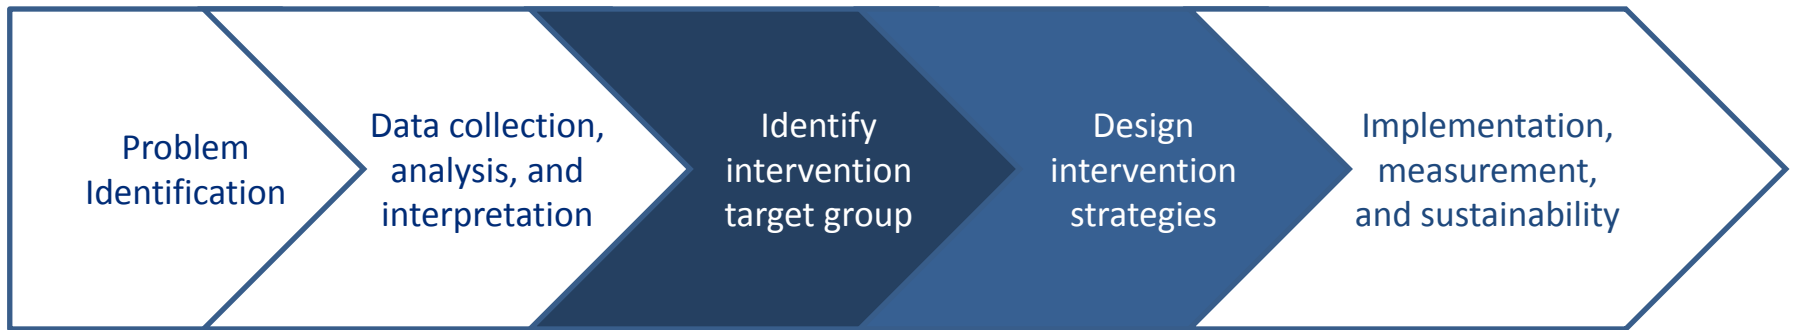 Problem
Identification
Data collection,
analysis, and
interpretation
Identify
intervention
target group
Design
intervention
strategies
Implementation,
measurement,
and sustainability